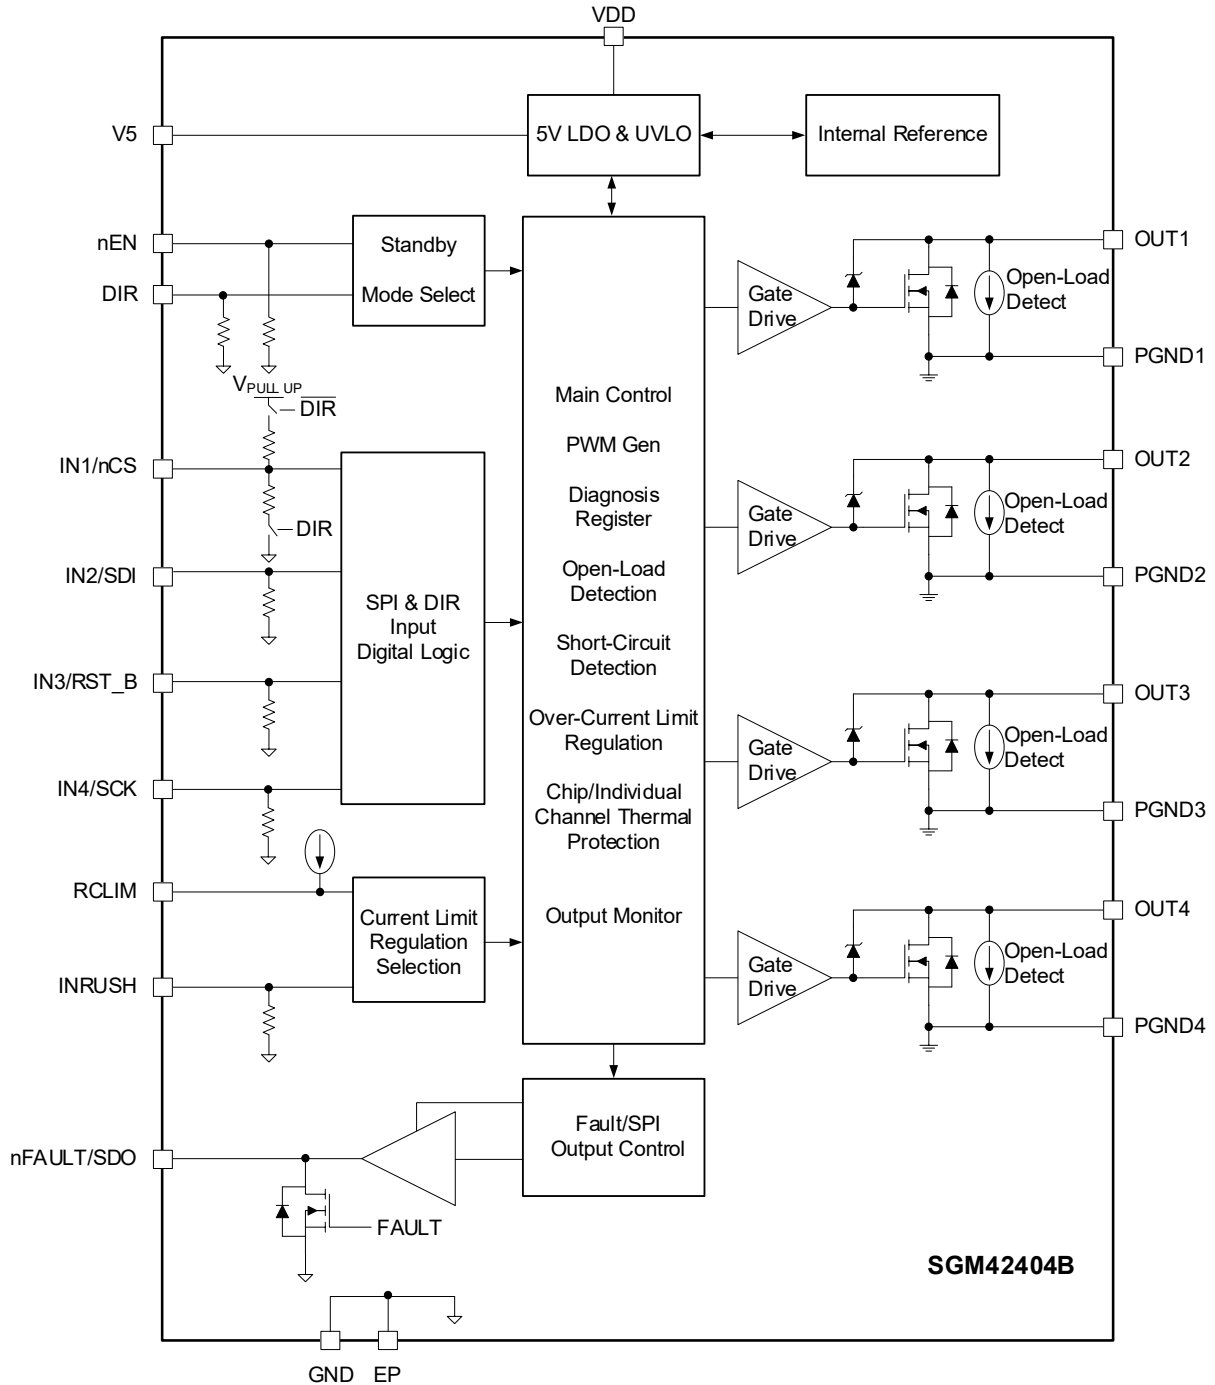 VDD
V5
5V LDO & UVLO
Internal Reference
nEN
DIR
Standby
Mode Select
VPULL UP
DIR
IN1/nCS
DIR
IN2/SDI
IN3/RST_B
IN4/SCK
SPI & DIR
Input
Digital Logic
RCLIM
INRUSH
Current Limit
Regulation
Selection
Main Control
PWM Gen
Diagnosis
Register
Open-Load
Detection
Short-Circuit
Detection
Over-Current Limit
Regulation
Chip/Individual
Channel Thermal
Protection
Output Monitor
Gate
Drive
Open-Load
Detect
OUT1
PGND1
Gate
Drive
Open-Load
Detect
OUT2
PGND2
Gate
Drive
Open-Load
Detect
OUT3
PGND3
Gate
Drive
Open-Load
Detect
OUT4
PGND4
Fault/SPI
Output Control
nFAULT/SDO
FAULT
SGM42404B
GND
EP